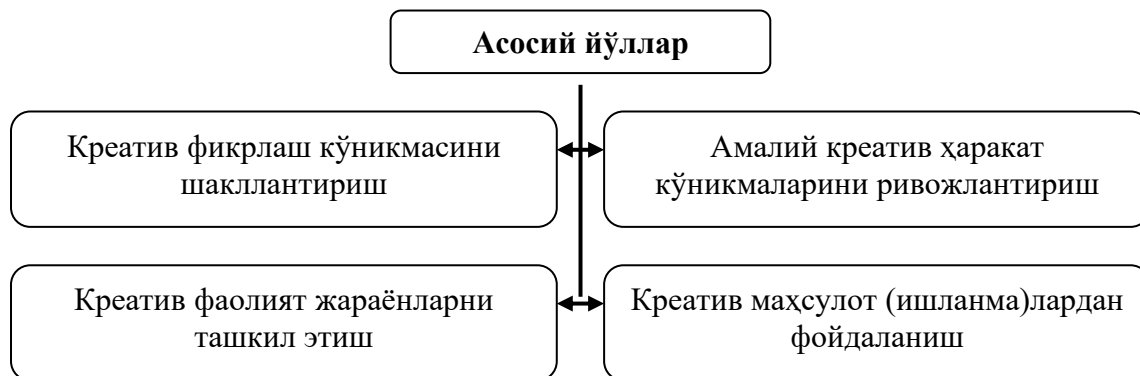 Асосий йўллар
Креатив фикрлаш кўникмасини
шакллантириш
Амалий креатив ҳаракат
кўникмаларини ривожлантириш
Креатив фаолият жараёнларни
ташкил этиш
Креатив маҳсулот (ишланма)лардан
фойдаланиш